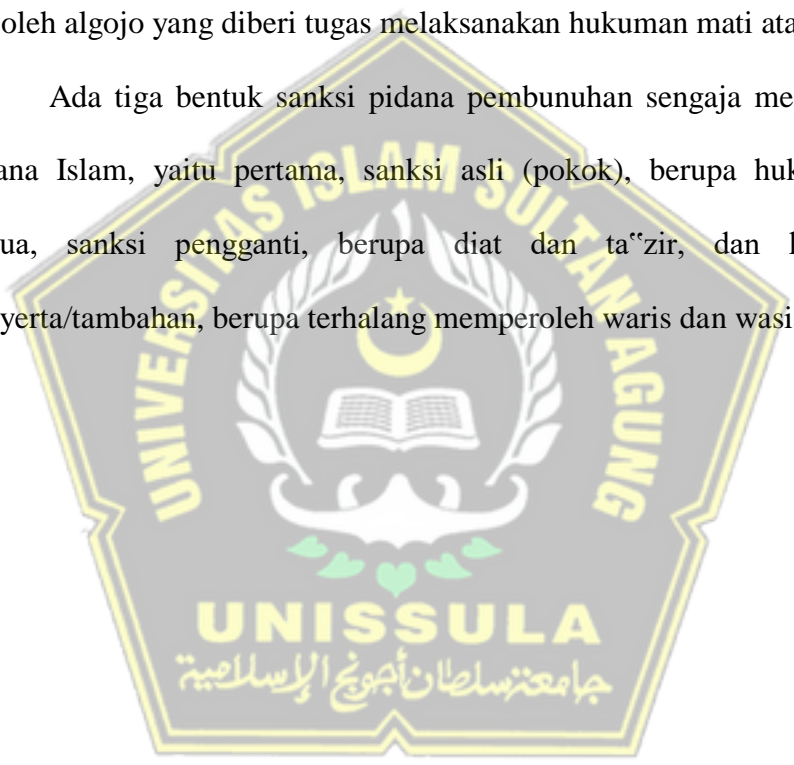 oleh algojo yang diberi tugas melaksanakan hukuman mati ata
Ada tiga bentuk sanksi pidana pembunuhan sengaja me
ana Islam, yaitu pertama, sanksi asli (pokok), berupa huk
ua, sanksi pengganti, berupa diat dan ta‟zir, dan k
yerta/tambahan, berupa terhalang memperoleh waris dan wasi
UNIVERSITAS ISLAM SULTAN AGUNG
UNISSULA
جامعتنسلطان أجونج الإسلامية